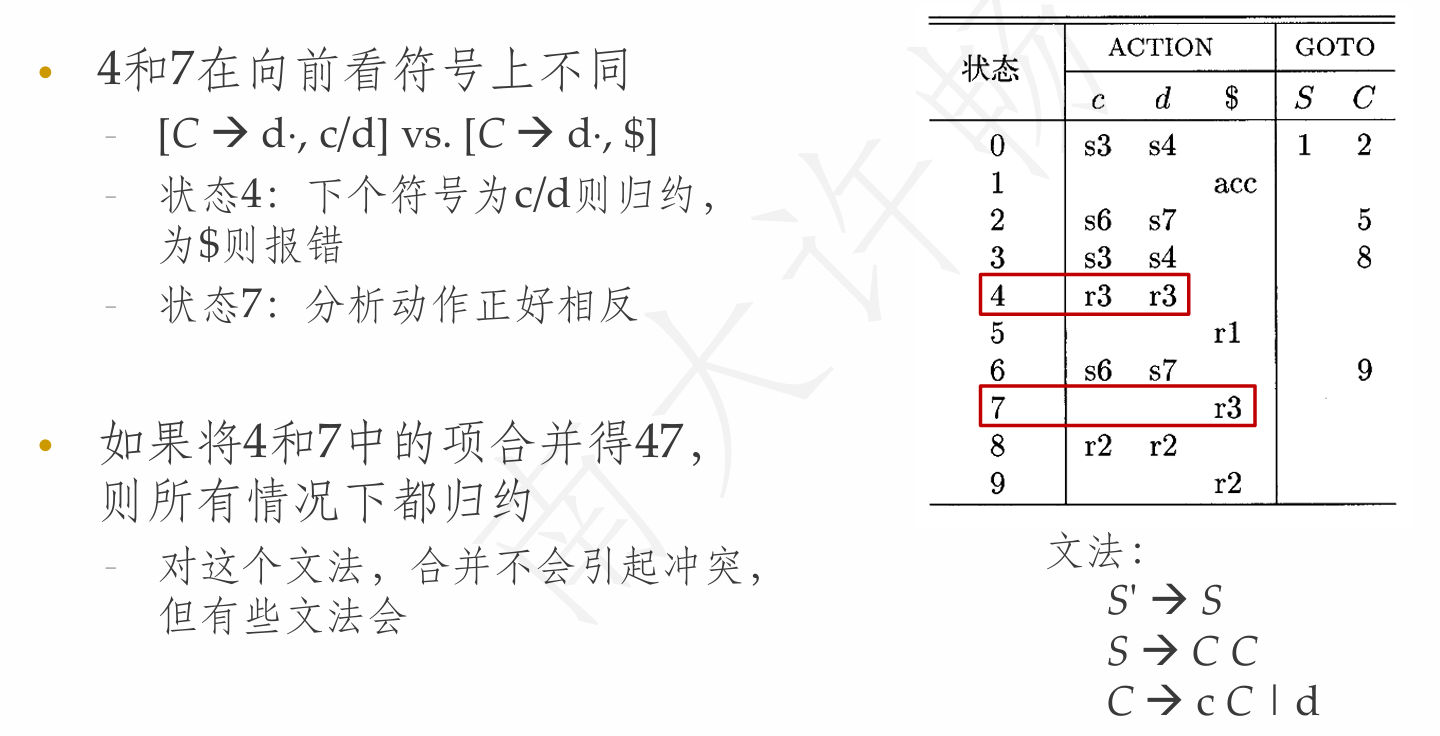 • 4和7在向前看符号上不同
- [C → d·, c/d] vs. [C → d·, $]
- 状态4：下个符号为c/d则归约，
为$则报错
- 状态7：分析动作正好相反
• 如果将4和7中的项合并得47，
则所有情况下都归约
- 对这个文法，合并不会引起冲突，
但有些文法会
状态 ACTION GOTO
c d $ S C
0 s3 s4 1 2
1 acc
2 s6 s7 5
3 s3 s4 8
4 r3 r3
5 r1
6 s6 s7 9
7 r3
8 r2 r2
9 r2
文法：
S' → S
S → C C
C → c C | d
南大许畅